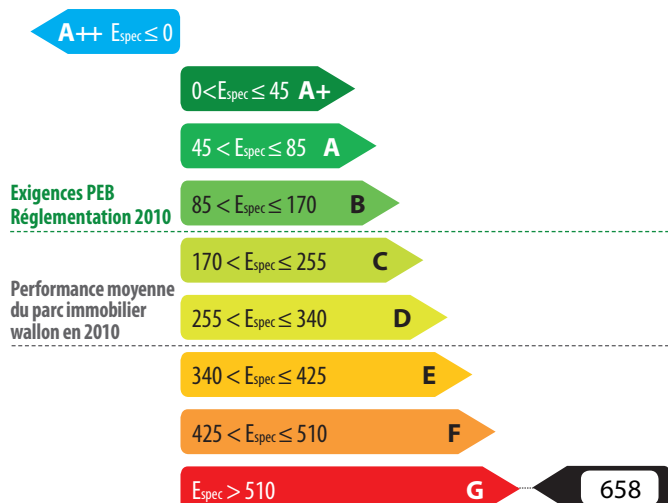 A++ Espec ≤ 0
0<Espec ≤ 45 A+
45 < Espec ≤ 85 A
Exigences PEB
Réglementation 2010
85 < Espec ≤ 170 B
170 < Espec ≤ 255 C
Performance moyenne
du parc immobilier
wallon en 2010
255 < Espec ≤ 340 D
340 < Espec ≤ 425 E
425 < Espec ≤ 510 F
Espec > 510 G 658